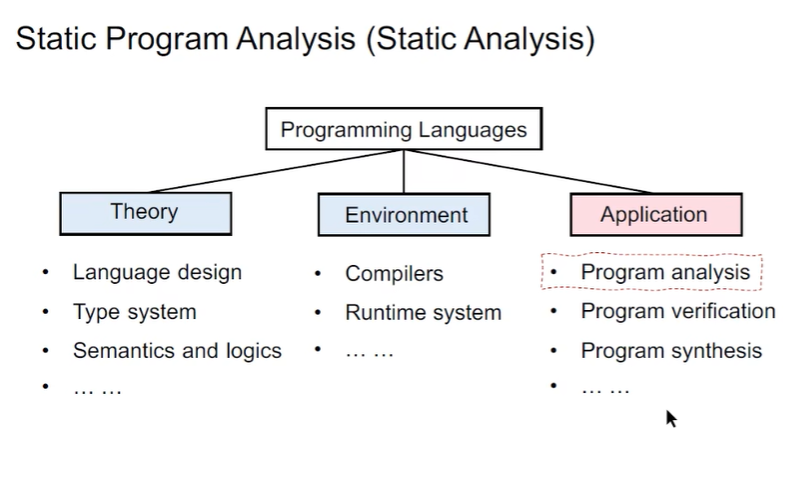 Static Program Analysis (Static Analysis)
Programming Languages
Theory
• Language design
• Type system
• Semantics and logics
• … …
Environment
• Compilers
• Runtime system
• … …
Application
• Program analysis
• Program verification
• Program synthesis
• … …